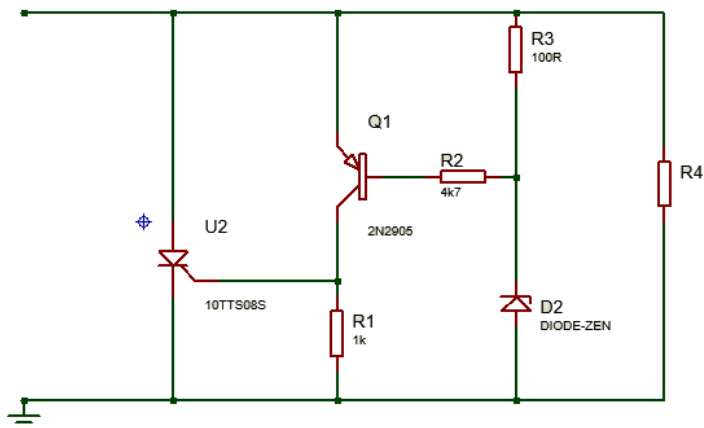 R3
100R
Q1
R2
4k7
R4
U2
2N2905
10TTS08S
D2
DIODE-ZEN
R1
1k